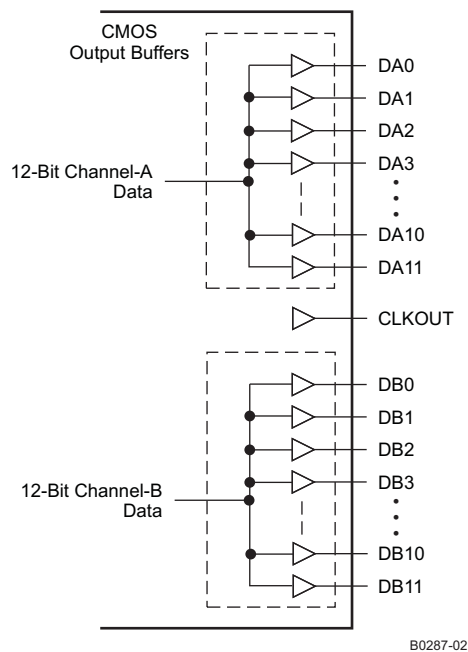 CMOS
Output Buffers
DA0
DA1
DA2
12-Bit Channel-A
Data
DA3
DA10
DA11
CLKOUT
DB0
DB1
DB2
12-Bit Channel-B
Data
DB3
DB10
DB11
B0287-02